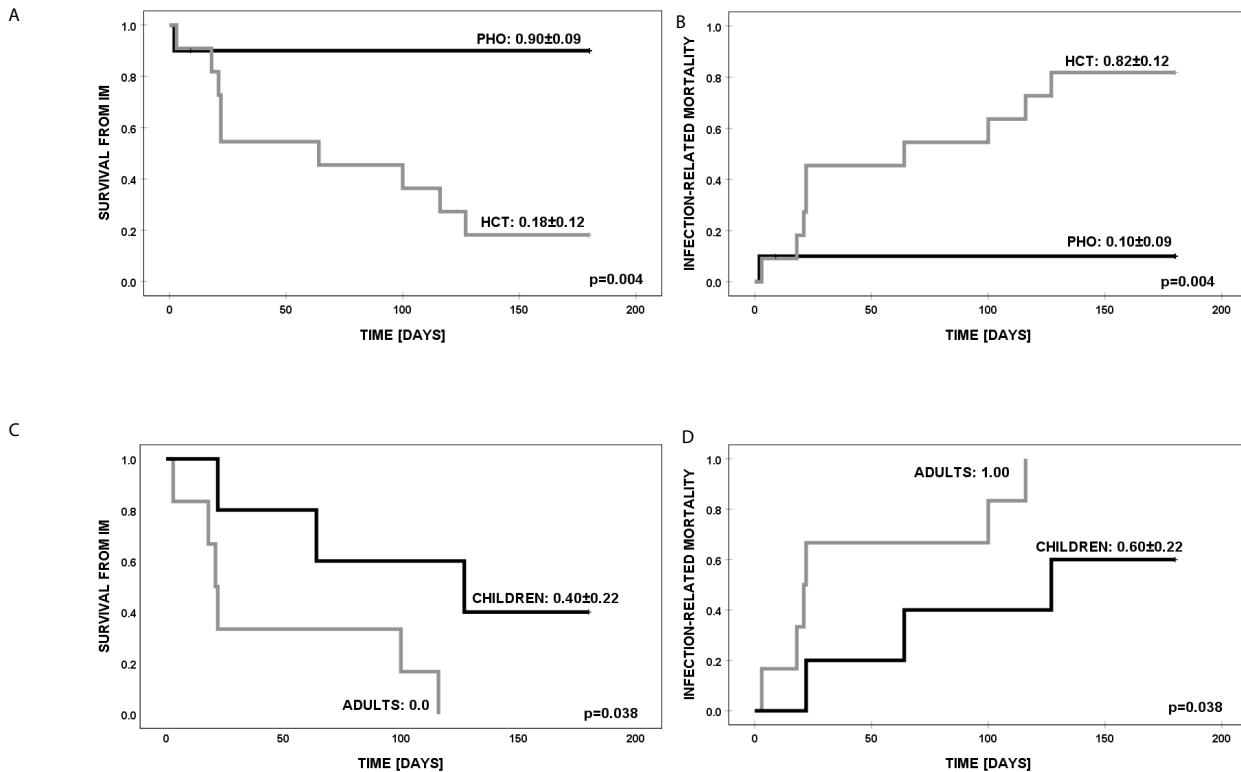 A
SURVIVAL FROM IM
1.0
0.8
0.6
0.4
0.2
0.0
PHO: 0.90±0.09
HCT: 0.18±0.12
p=0.004
0 50 100 150 200
TIME [DAYS]
B
INFECTION-RELATED MORTALITY
1.0
0.8
0.6
0.4
0.2
0.0
HCT: 0.82±0.12
PHO: 0.10±0.09
p=0.004
0 50 100 150 200
TIME [DAYS]
C
SURVIVAL FROM IM
1.0
0.8
0.6
0.4
0.2
0.0
CHILDREN: 0.40±0.22
ADULTS: 0.0
p=0.038
0 50 100 150 200
TIME [DAYS]
D
INFECTION-RELATED MORTALITY
1.0
0.8
0.6
0.4
0.2
0.0
ADULTS: 1.00
CHILDREN: 0.60±0.22
p=0.038
0 50 100 150 200
TIME [DAYS]